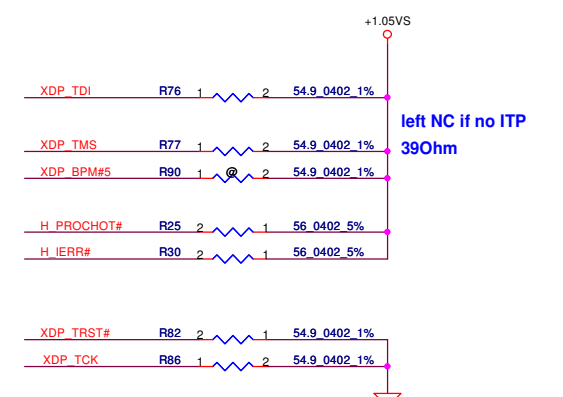 +1.05VS
XDP_TDI R76 1 2 54.9_0402_1%
left NC if no ITP
XDP_TMS R77 1 2 54.9_0402_1%
39Ohm
XDP_BPM#5 R90 1 @ 2 54.9_0402_1%
H_PROCHOT# R25 2 1 56_0402_5%
H_IERR# R30 2 1 56_0402_5%
XDP_TRST# R82 2 1 54.9_0402_1%
XDP_TCK R86 1 2 54.9_0402_1%